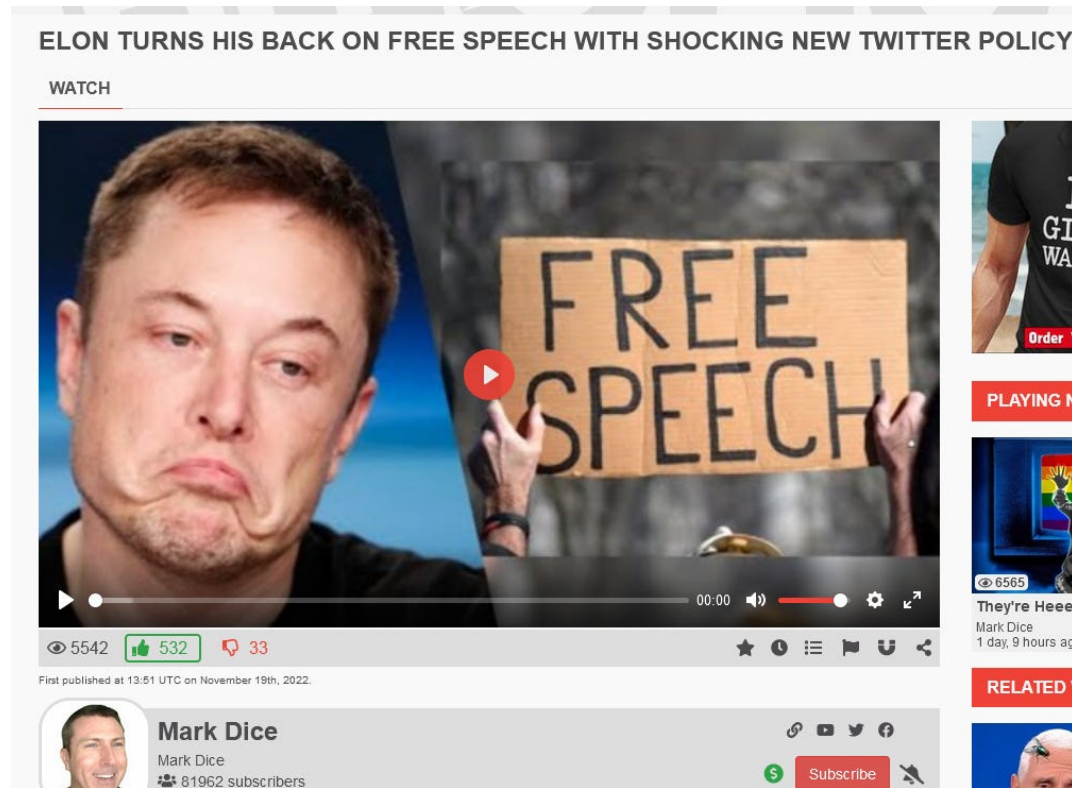 ELON TURNS HIS BACK ON FREE SPEECH WITH SHOCKING NEW TWITTER POLICY
WATCH
FREE
SPEECH
00:00
5542 532 33
First published at 13:51 UTC on November 19th, 2022.
Mark Dice
Mark Dice
81962 subscribers
Subscribe
Order
PLAYING
6565
They're
Mark Dice
1 day, 9 hours
RELATED